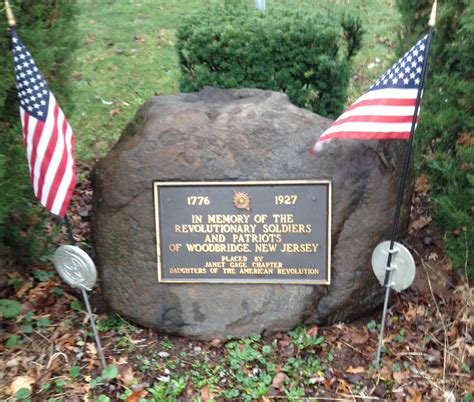 1776 1927
IN MEMORY OF THE
REVOLUTIONARY SOLDIERS
AND PATRIOTS
OF WOODBRIDGE, NEW JERSEY
PLACED BY
JANET GAGE CHAPTER
DAUGHTERS OF THE AMERICAN REVOLUTION